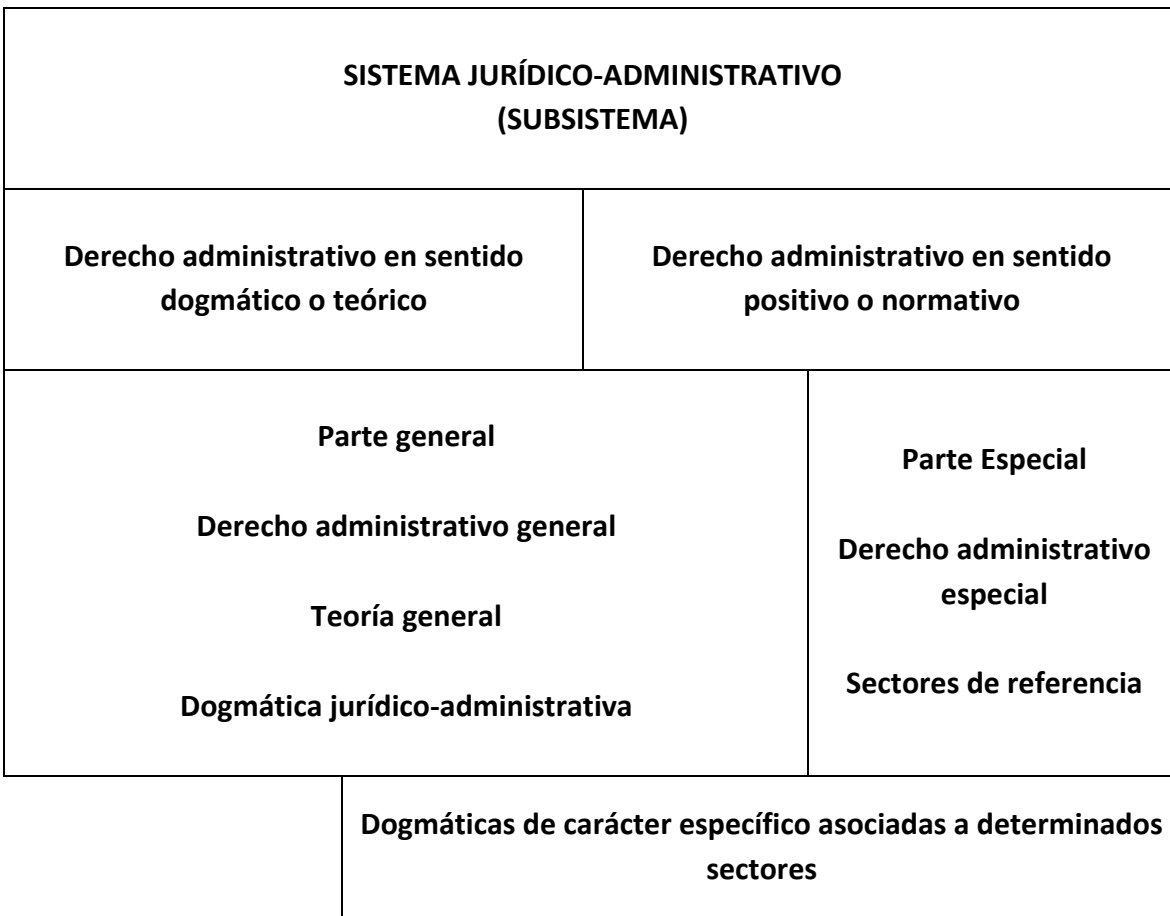 SISTEMA JURÍDICO-ADMINISTRATIVO
(SUBSISTEMA)
Derecho administrativo en sentido
dogmático o teórico
Derecho administrativo en sentido
positivo o normativo
Parte general
Derecho administrativo general
Teoría general
Dogmática jurídico-administrativa
Parte Especial
Derecho administrativo
especial
Sectores de referencia
Dogmáticas de carácter específico asociadas a determinados
sectores